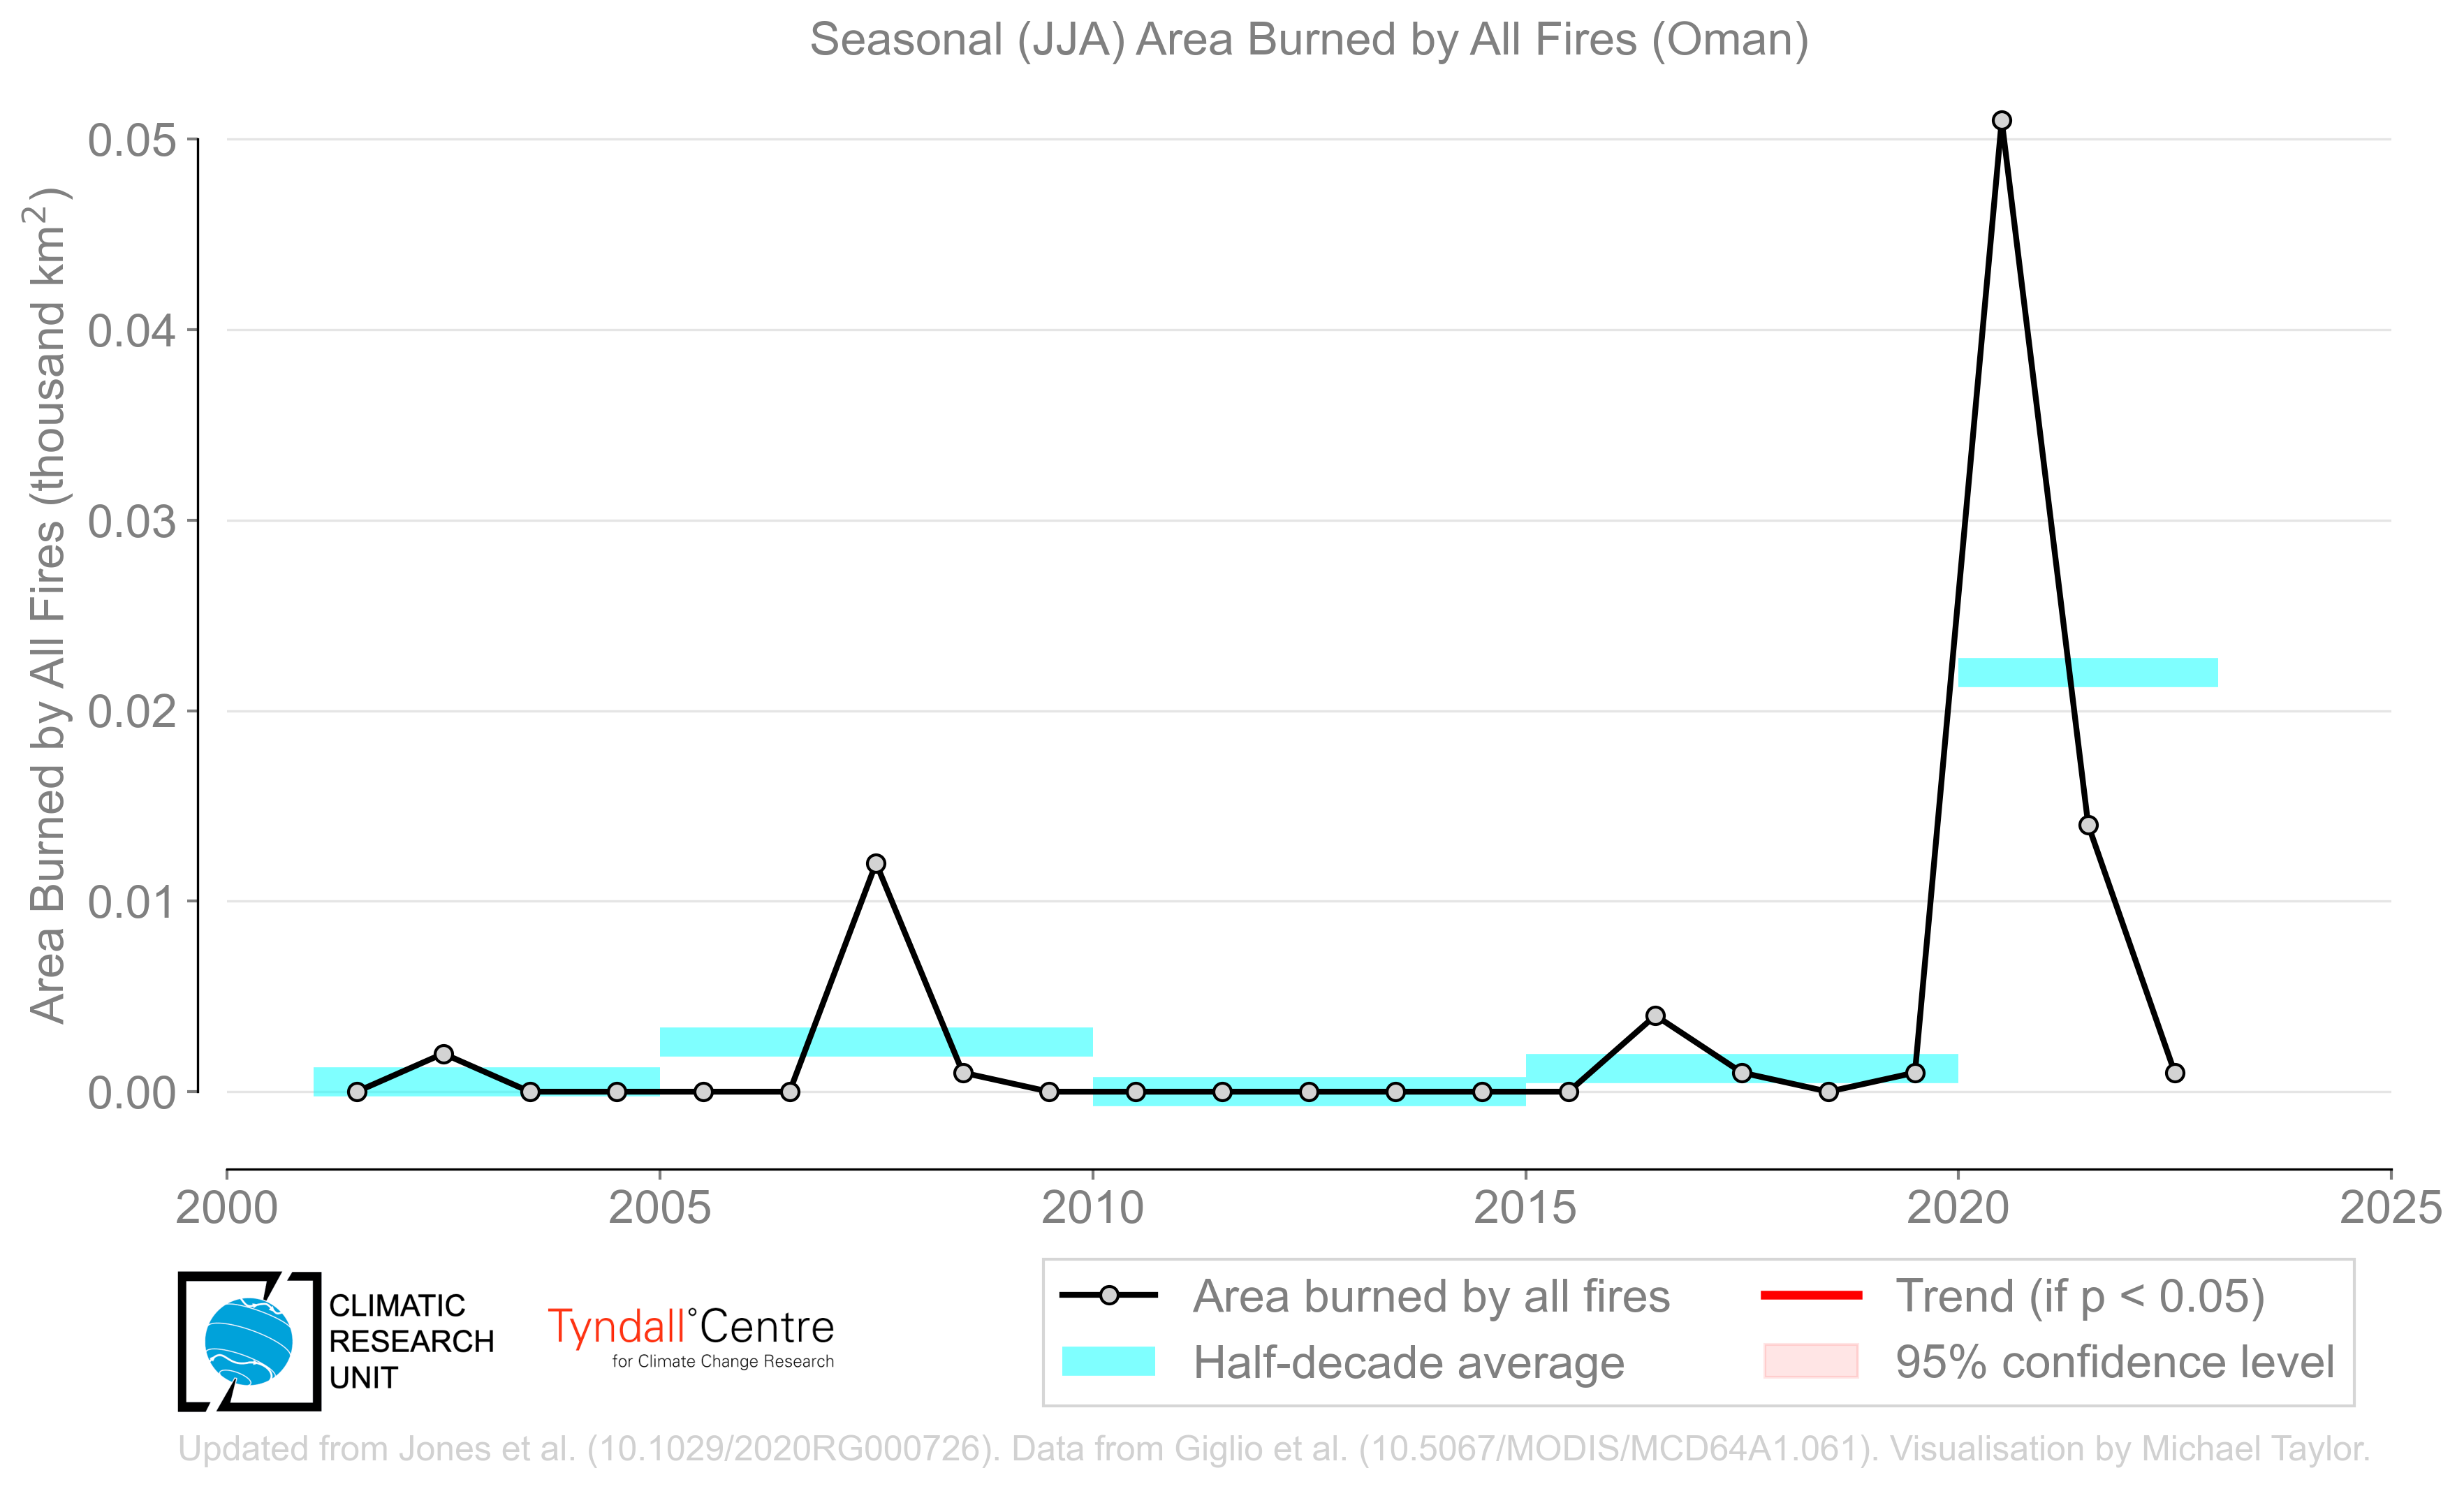 Seasonal (JJA) Area Burned by All Fires (Oman)
Area Burned by All Fires (thousand km²)
0.05
0.04
0.03
0.02
0.01
0.00
2000 2005 2010 2015 2020 2025
CLIMATIC
RESEARCH
UNIT
Tyndall°Centre
for Climate Change Research
Area burned by all fires
Half-decade average
Trend (if p < 0.05)
95% confidence level
Updated from Jones et al. (10.1029/2020RG000726). Data from Giglio et al. (10.5067/MODIS/MCD64A1.061). Visualisation by Michael Taylor.